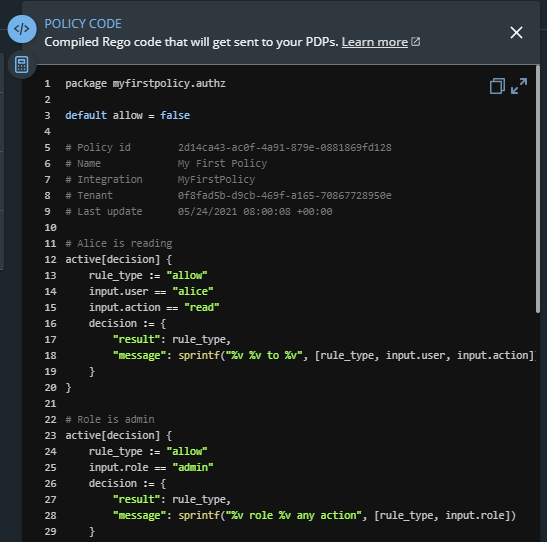 </> POLICY CODE
Compiled Rego code that will get sent to your PDPs. Learn more
1 package myfirstpolicy.authz
2
3 default allow = false
4
5 # Policy id 2d14ca43-ac0f-4a91-879e-0881869fd128
6 # Name My First Policy
7 # Integration MyFirstPolicy
8 # Tenant 0f8fad5b-d9cb-469f-a165-70867728950e
9 # Last update 05/24/2021 08:00:08 +00:00
10
11 # Alice is reading
12 active[decision] {
13 rule_type := "allow"
14 input.user == "alice"
15 input.action == "read"
16 decision := {
17 "result": rule_type,
18 "message": sprintf("%v %v to %v", [rule_type, input.user, input.action]
19 }
20 }
21
22 # Role is admin
23 active[decision] {
24 rule_type := "allow"
25 input.role == "admin"
26 decision := {
27 "result": rule_type,
28 "message": sprintf("%v role %v any action", [rule_type, input.role])
29 }